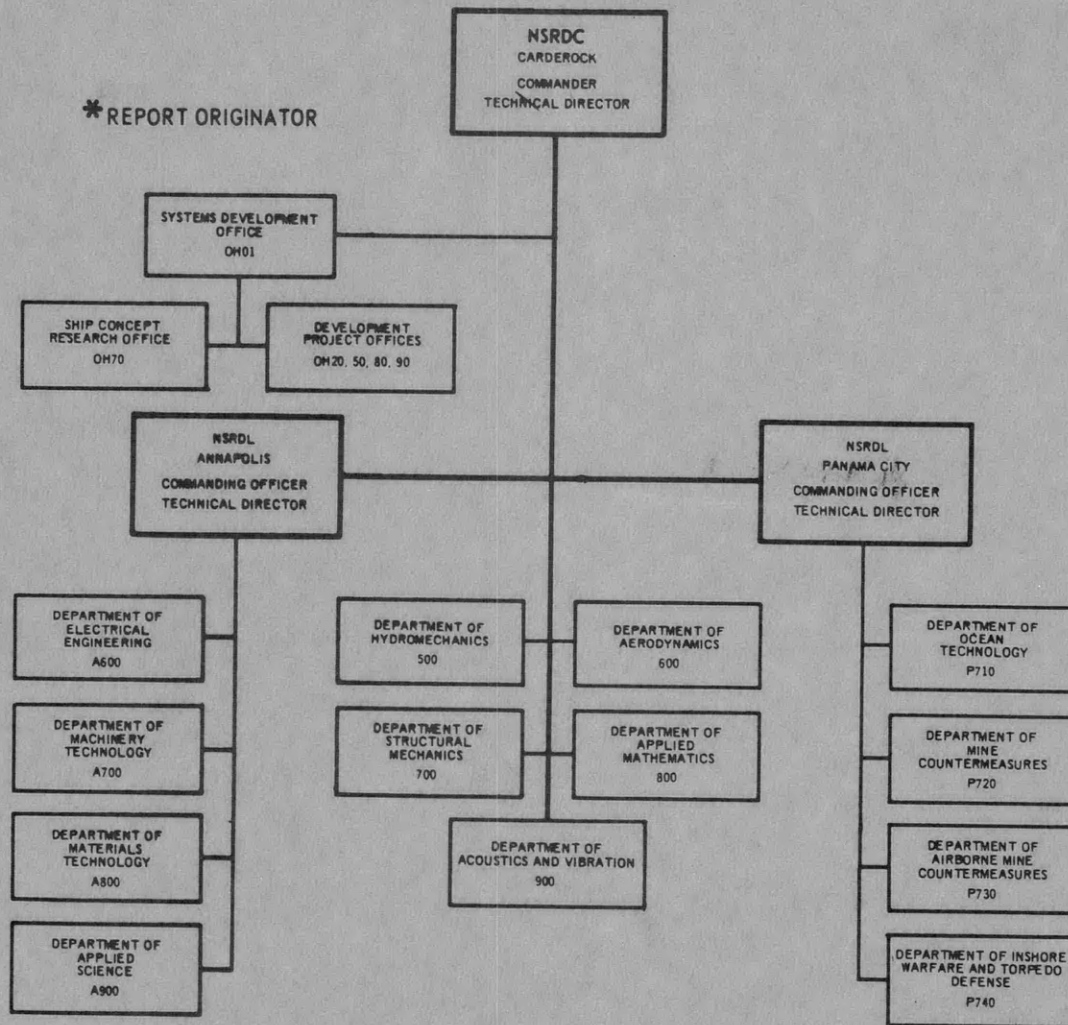 NSRDC
CARDEROCK
COMMANDER
TECHNICAL DIRECTOR
*REPORT ORIGINATOR
SYSTEMS DEVELOPMENT
OFFICE
OH01
SHIP CONCEPT
RESEARCH OFFICE
OH70
DEVELOPMENT
PROJECT OFFICES
OH20, 50, 80, 90
NSRDL
ANNAPOLIS
COMMANDING OFFICER
TECHNICAL DIRECTOR
NSRDL
PANAMA CITY
COMMANDING OFFICER
TECHNICAL DIRECTOR
DEPARTMENT OF
ELECTRICAL
ENGINEERING
A600
DEPARTMENT OF
HYDROMECHANICS
500
DEPARTMENT OF
AERODYNAMICS
600
DEPARTMENT OF
OCEAN
TECHNOLOGY
P710
DEPARTMENT OF
MACHINERY
TECHNOLOGY
A700
DEPARTMENT OF
STRUCTURAL
MECHANICS
700
DEPARTMENT OF
APPLIED
MATHEMATICS
800
DEPARTMENT OF
MINE
COUNTERMEASURES
P720
DEPARTMENT OF
MATERIALS
TECHNOLOGY
A800
DEPARTMENT OF
ACOUSTICS AND VIBRATION
900
DEPARTMENT OF
AIRBORNE MINE
COUNTERMEASURES
P730
DEPARTMENT OF
APPLIED
SCIENCE
A900
DEPARTMENT OF INSHORE
WARFARE AND TORPEDO
DEFENSE
P740